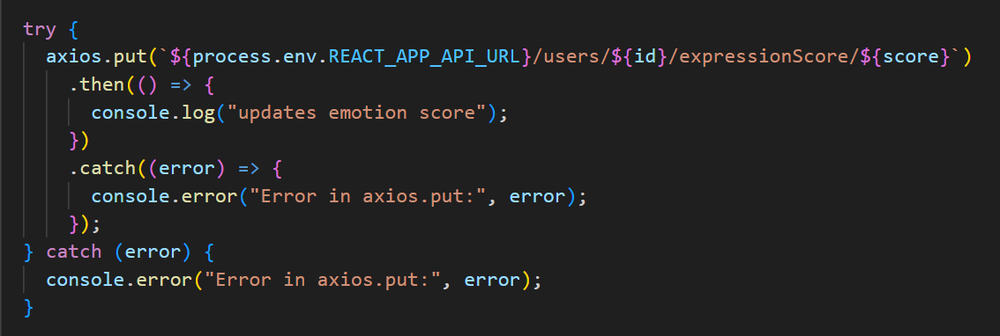 try {
  axios.put(`${process.env.REACT_APP_API_URL}/users/${id}/expressionScore/${score}`)
    .then(() => {
      console.log("updates emotion score");
    })
    .catch((error) => {
      console.error("Error in axios.put:", error);
    });
} catch (error) {
  console.error("Error in axios.put:", error);
}